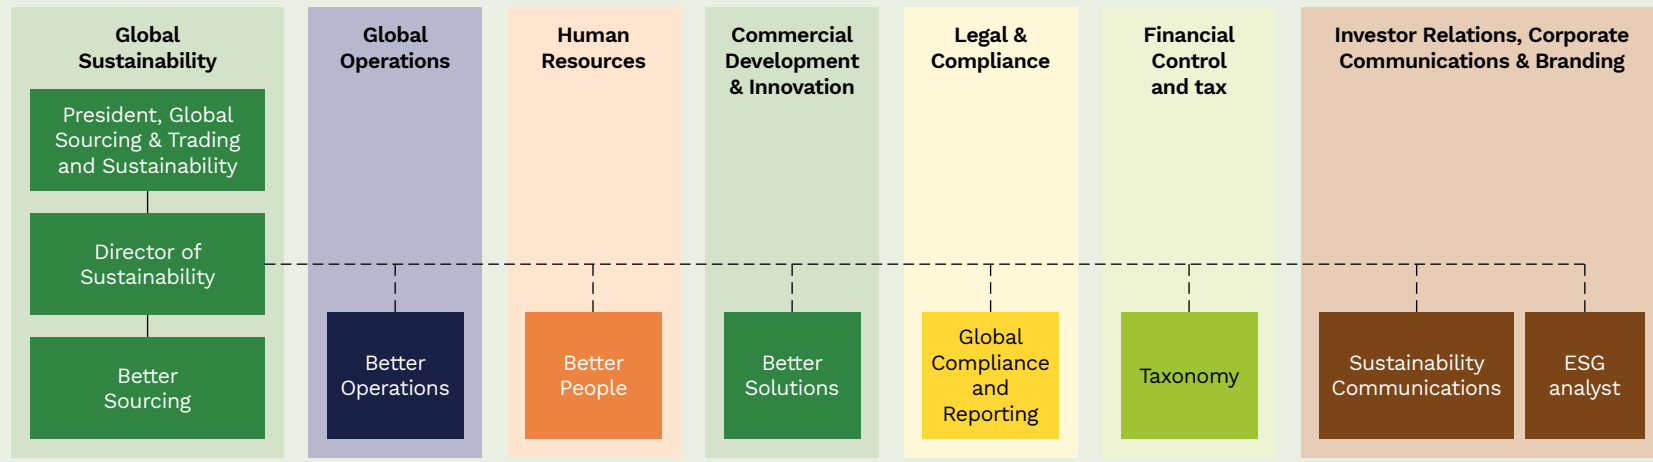 Global
Sustainability
President, Global
Sourcing & Trading
and Sustainability
Director of
Sustainability
Better
Sourcing
Global
Operations
Better
Operations
Human
Resources
Better
People
Commercial
Development
& Innovation
Better
Solutions
Legal &
Compliance
Global
Compliance
and
Reporting
Financial
Control
and tax
Taxonomy
Investor Relations, Corporate
Communications & Branding
Sustainability
Communications
ESG
analyst